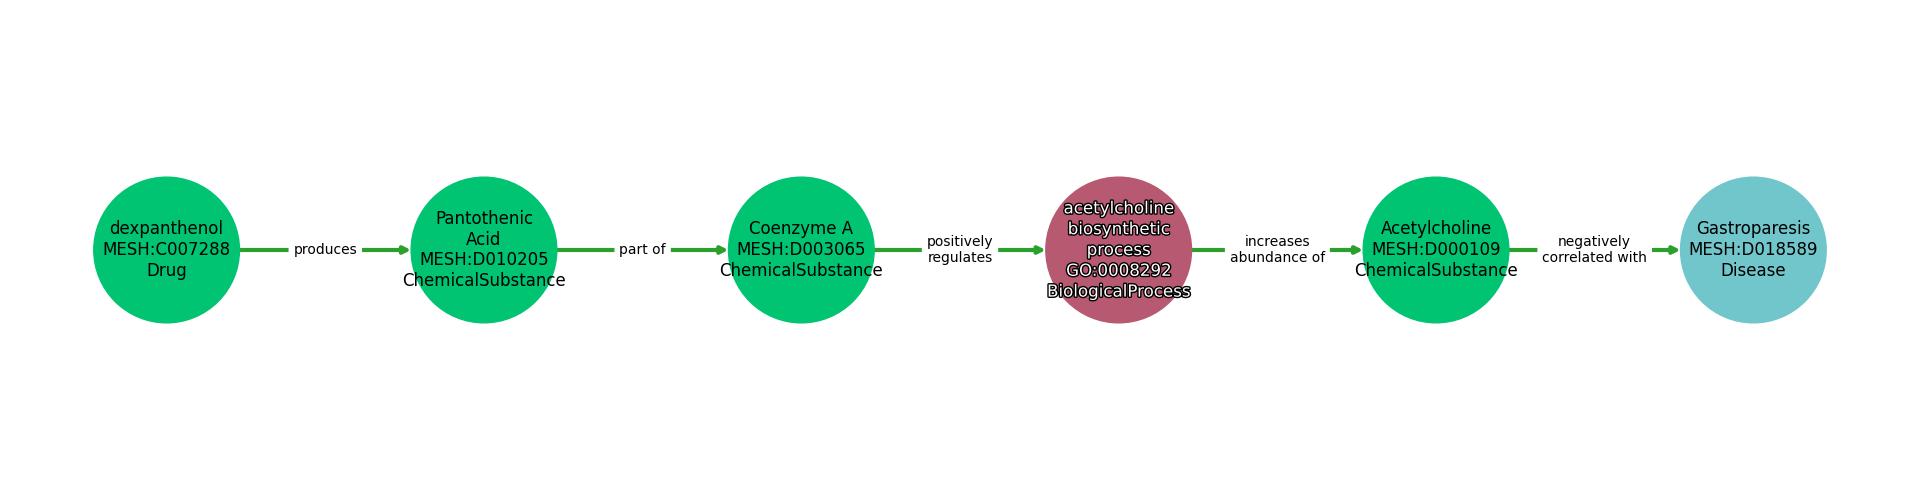 dexpanthenol
MESH:C007288
Drug
produces
Pantothenic
Acid
MESH:D010205
ChemicalSubstance
part of
Coenzyme A
MESH:D003065
ChemicalSubstance
positively
regulates
acetylcholine
biosynthetic
process
GO:0008292
BiologicalProcess
increases
abundance of
Acetylcholine
MESH:D000109
ChemicalSubstance
negatively
correlated with
Gastroparesis
MESH:D018589
Disease